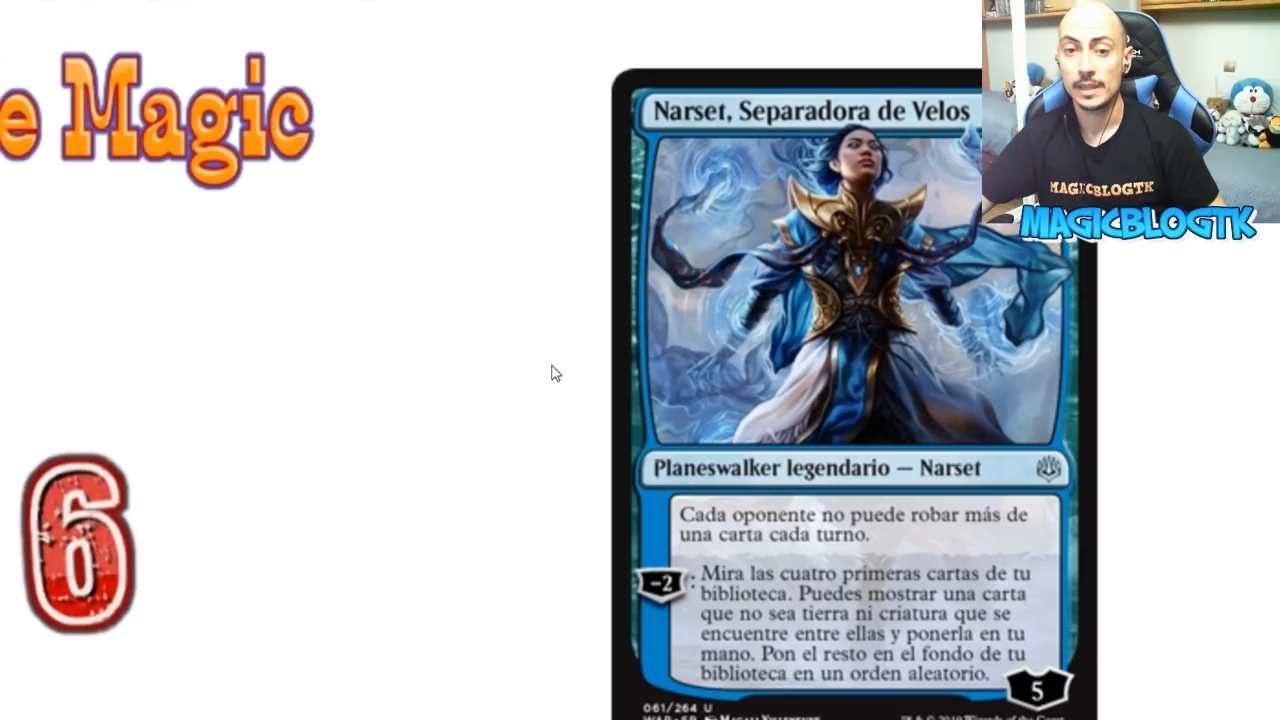 e Magic
6
Narset, Separadora de Velos
MAGICBLOGTK
MAGICBLOGTK
Planeswalker legendario — Narset
Cada oponente no puede robar más de
una carta cada turno.
−2: Mira las cuatro primeras cartas de tu
biblioteca. Puedes mostrar una carta
que no sea tierra ni criatura que se
encuentre entre ellas y ponerla en tu
mano. Pon el resto en el fondo de tu
biblioteca en un orden aleatorio.
5
061/264 U